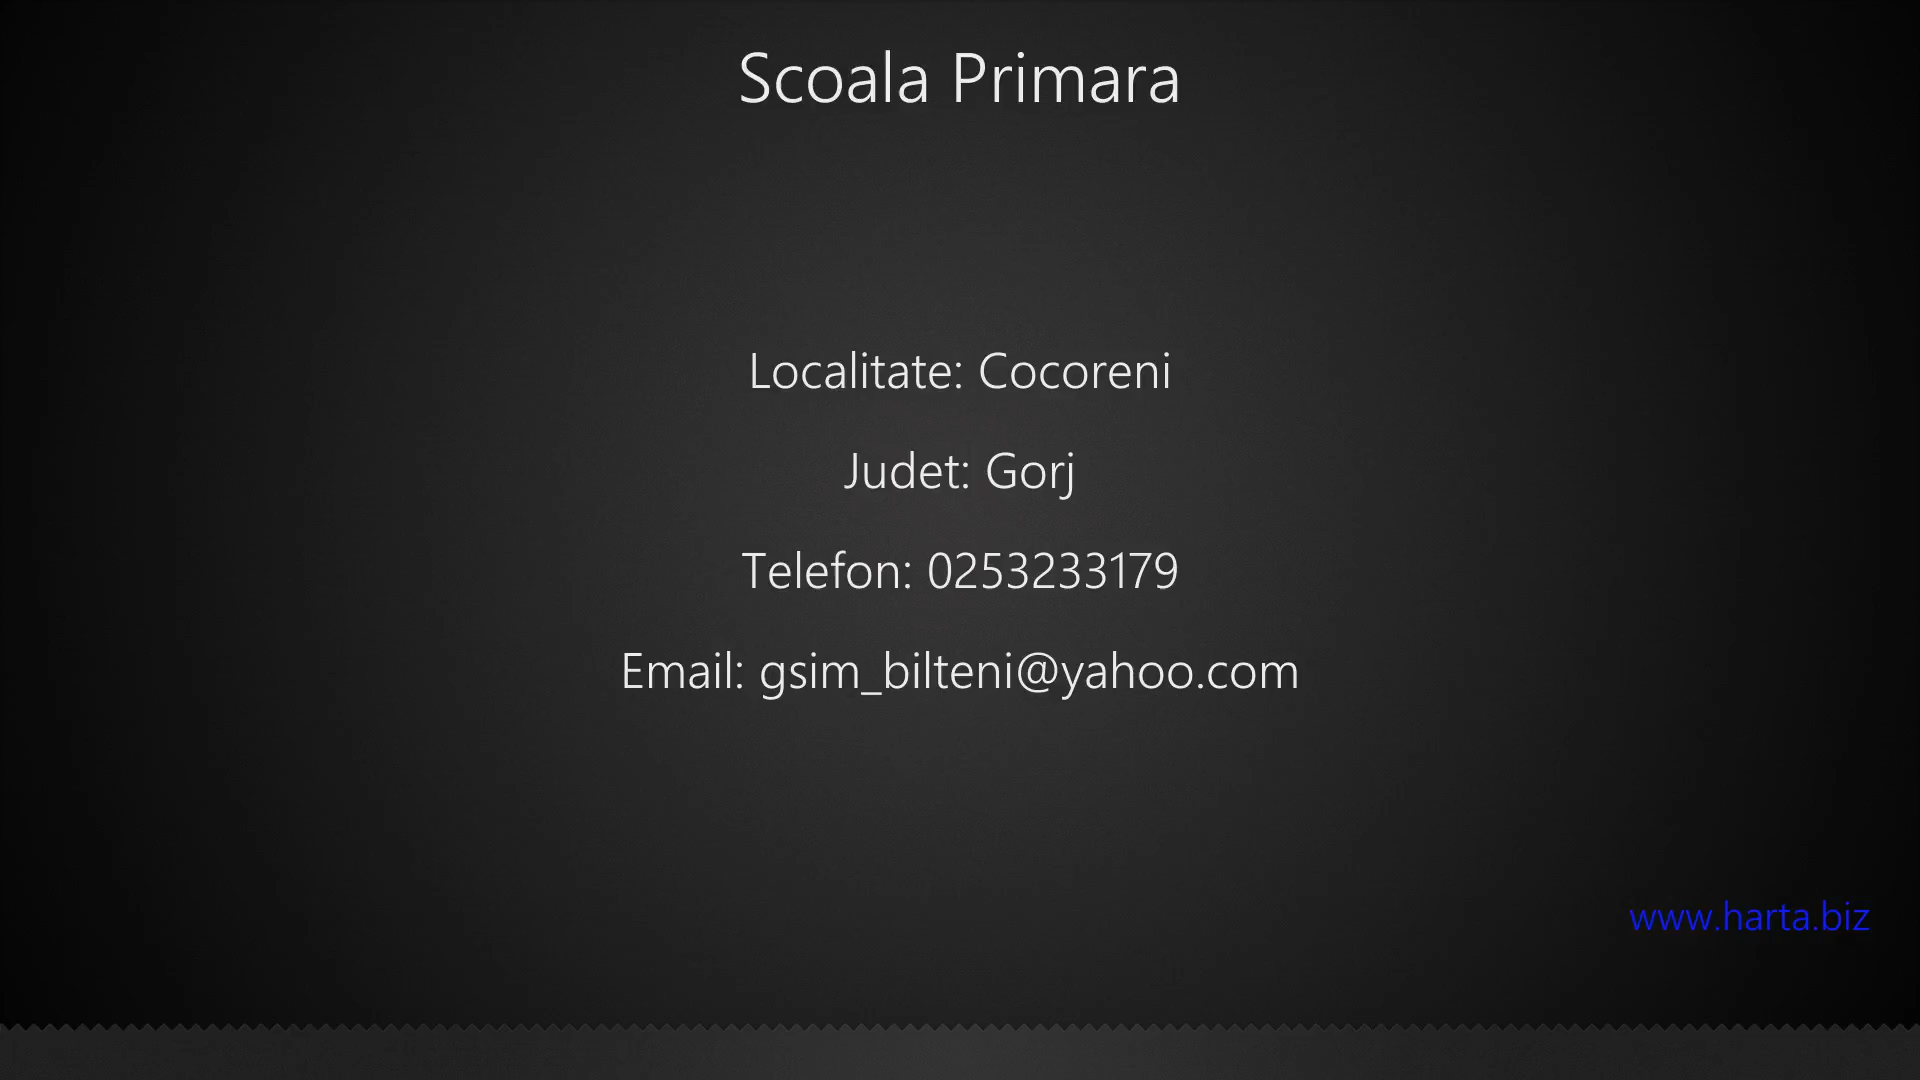 Scoala Primara
Localitate: Cocoreni
Judet: Gorj
Telefon: 0253233179
Email: gsim_bilteni@yahoo.com
www.harta.biz